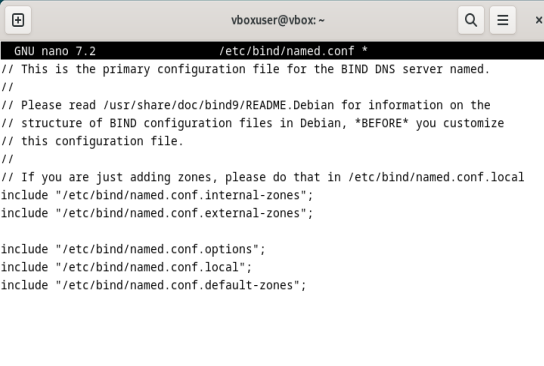 vboxuser@vbox: ~
GNU nano 7.2 /etc/bind/named.conf *
// This is the primary configuration file for the BIND DNS server named.
//
// Please read /usr/share/doc/bind9/README.Debian for information on the
// structure of BIND configuration files in Debian, *BEFORE* you customize
// this configuration file.
//
// If you are just adding zones, please do that in /etc/bind/named.conf.local
include "/etc/bind/named.conf.internal-zones";
include "/etc/bind/named.conf.external-zones";
include "/etc/bind/named.conf.options";
include "/etc/bind/named.conf.local";
include "/etc/bind/named.conf.default-zones";